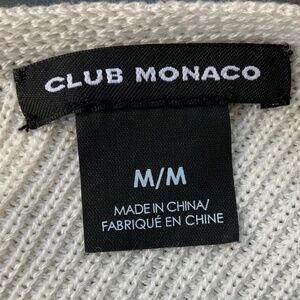 CLUB MONACO
M/M
MADE IN CHINA/
FABRIQUÉ EN CHINE